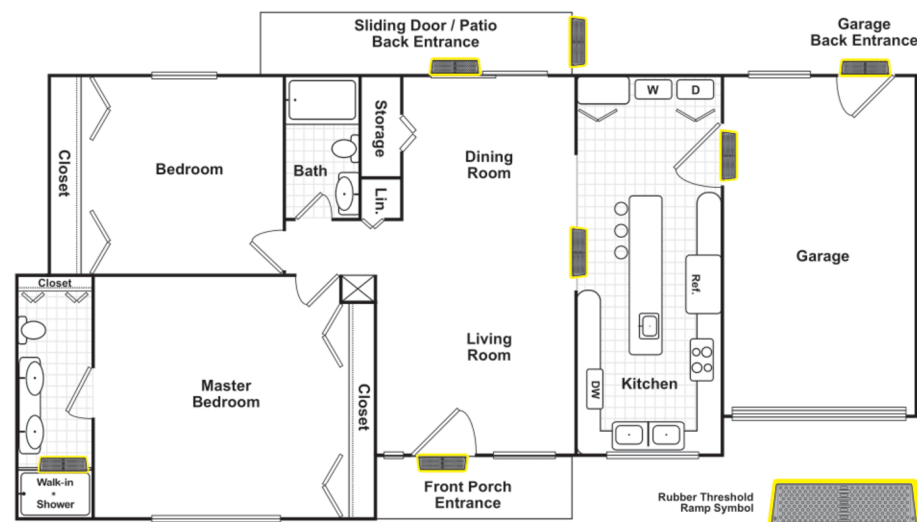 Sliding Door / Patio
Back Entrance
Garage
Back Entrance
W
D
Storage
Closet
Bedroom
Bath
Dining
Room
Lin.
Garage
Closet
Ref.
Living
Room
Master
Bedroom
Closet
Kitchen
DW
Walk-in
Shower
Front Porch
Entrance
Rubber Threshold
Ramp Symbol